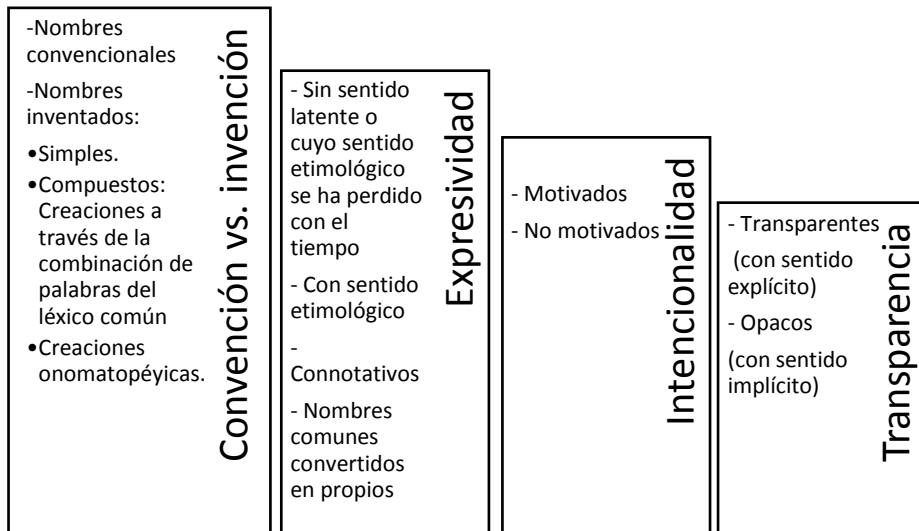 -Nombres
convencionales
-Nombres
inventados:
•Simples.
•Compuestos:
Creaciones a
través de la
combinación de
palabras del
léxico común
•Creaciones
onomatopéyicas.
Convención vs. invención
- Sin sentido
latente o
cuyo sentido
etimológico
se ha perdido
con el
tiempo
- Con sentido
etimológico
-
Connotativos
- Nombres
comunes
convertidos
en propios
Expresividad
- Motivados
- No motivados
Intencionalidad
- Transparentes
(con sentido
explícito)
- Opacos
(con sentido
implícito)
Transparencia